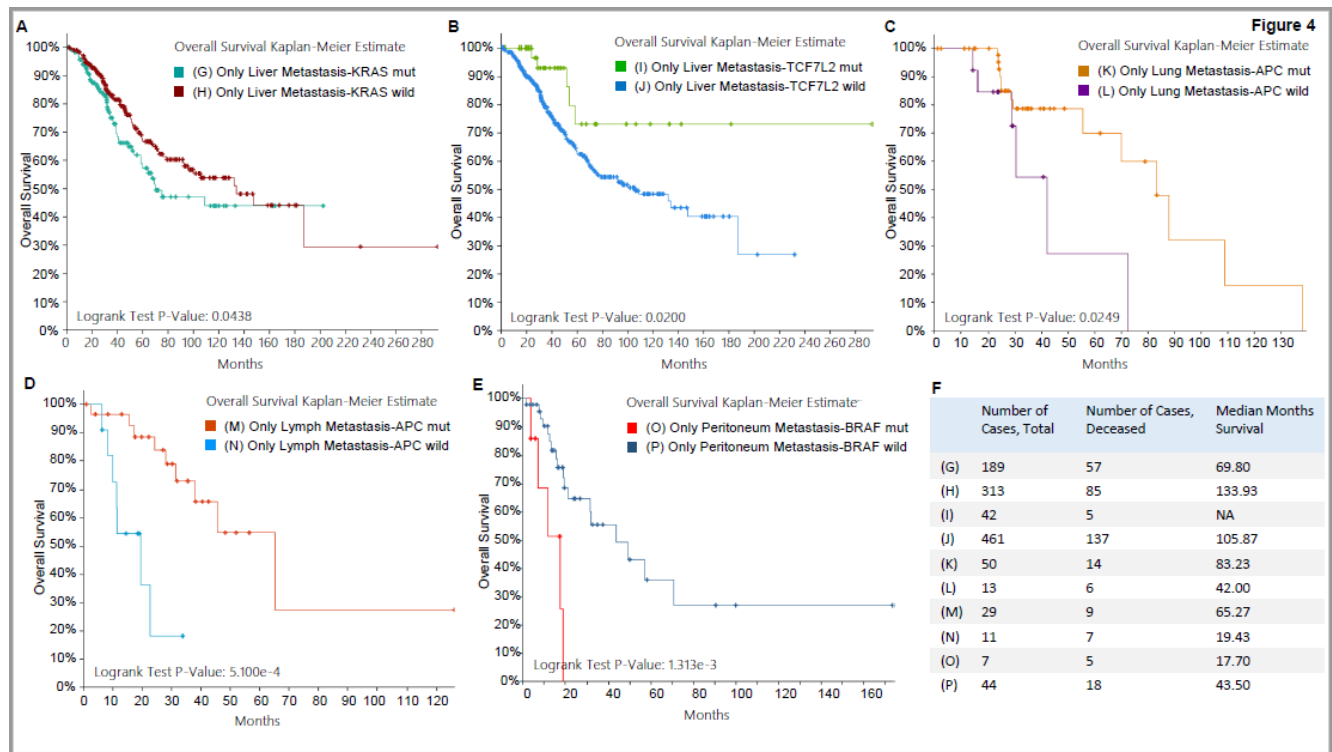 Figure 4
A
Overall Survival Kaplan-Meier Estimate
(G) Only Liver Metastasis-KRAS mut
(H) Only Liver Metastasis-KRAS wild
Overall Survival
100%
90%
80%
70%
60%
50%
40%
30%
20%
10%
0%
Logrank Test P-Value: 0.0438
20 40 60 80 100 120 140 160 180 200 220 240 260 280
Months
B
Overall Survival Kaplan-Meier Estimate
(I) Only Liver Metastasis-TCF7L2 mut
(J) Only Liver Metastasis-TCF7L2 wild
Overall Survival
100%
90%
80%
70%
60%
50%
40%
30%
20%
10%
0%
Logrank Test P-Value: 0.0200
0 20 40 60 80 100 120 140 160 180 200 220 240 260 280
Months
C
Overall Survival Kaplan-Meier Estimate
(K) Only Lung Metastasis-APC mut
(L) Only Lung Metastasis-APC wild
Overall Survival
100%
90%
80%
70%
60%
50%
40%
30%
20%
10%
0%
Logrank Test P-Value: 0.0249
0 10 20 30 40 50 60 70 80 90 100 110 120 130
Months
D
Overall Survival Kaplan-Meier Estimate
(M) Only Lymph Metastasis-APC mut
(N) Only Lymph Metastasis-APC wild
Overall Survival
100%
90%
80%
70%
60%
50%
40%
30%
20%
10%
0%
Logrank Test P-Value: 5.100e-4
0 10 20 30 40 50 60 70 80 90 100 110 120
Months
E
Overall Survival Kaplan-Meier Estimate
(O) Only Peritoneum Metastasis-BRAF mut
(P) Only Peritoneum Metastasis-BRAF wild
Overall Survival
100%
90%
80%
70%
60%
50%
40%
30%
20%
10%
0%
Logrank Test P-Value: 1.313e-3
0 20 40 60 80 100 120 140 160
Months
F
Number of Cases, Total Number of Cases, Deceased Median Months Survival
(G) 189 57 69.80
(H) 313 85 133.93
(I) 42 5 NA
(J) 461 137 105.87
(K) 50 14 83.23
(L) 13 6 42.00
(M) 29 9 65.27
(N) 11 7 19.43
(O) 7 5 17.70
(P) 44 18 43.50